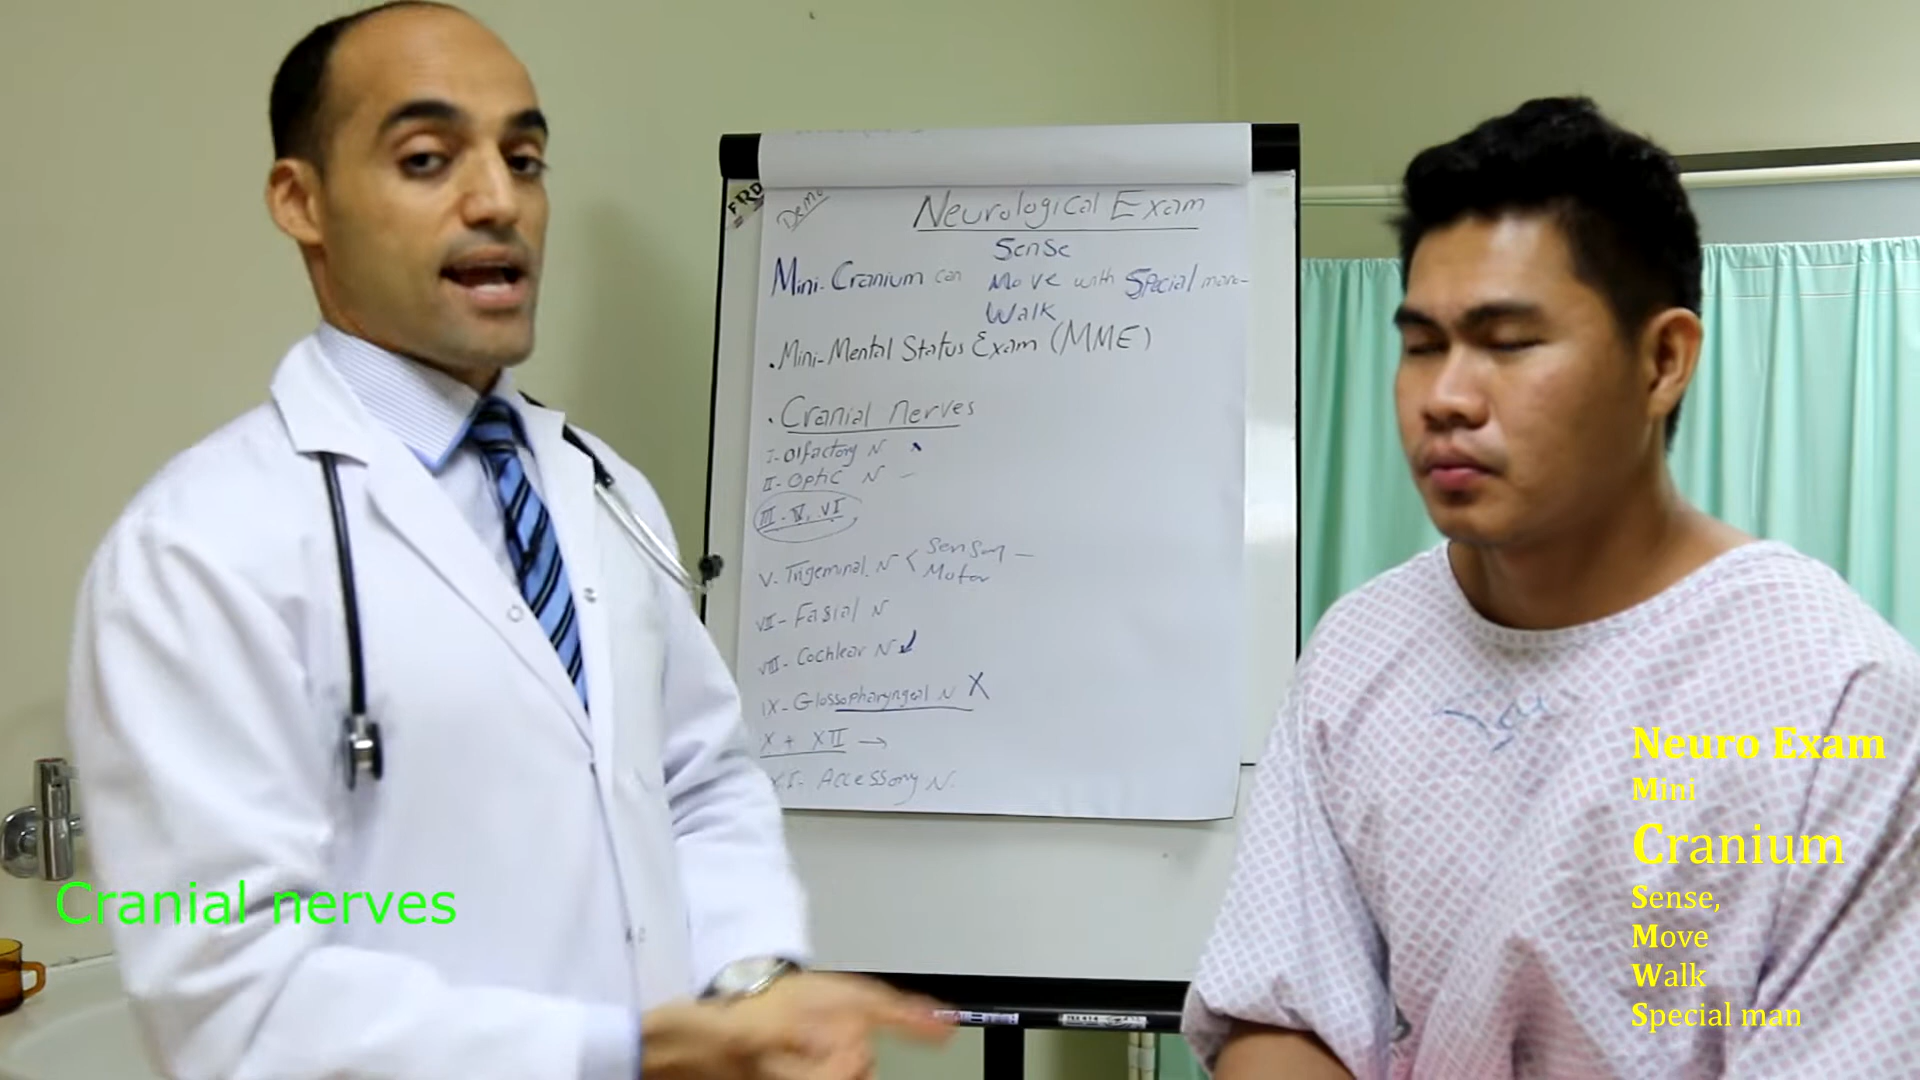 FRD
Demo
Neurological Exam
Sense
Mini-Cranium can Move with Special
Walk
. Mini-Mental Status Exam (MME)
. Cranial nerves
I-Olfactory N
II-Optic N -
III-IV, VI
V-Trigeminal N < Sensory -
Motor
VII-Fasial N
VIII-Cochlear N
IX-Glossopharyngeal N X
X + XII →
XI-Accessory N.
Cranial nerves
Neuro Exam
Mini
Cranium
Sense,
Move
Walk
Special man